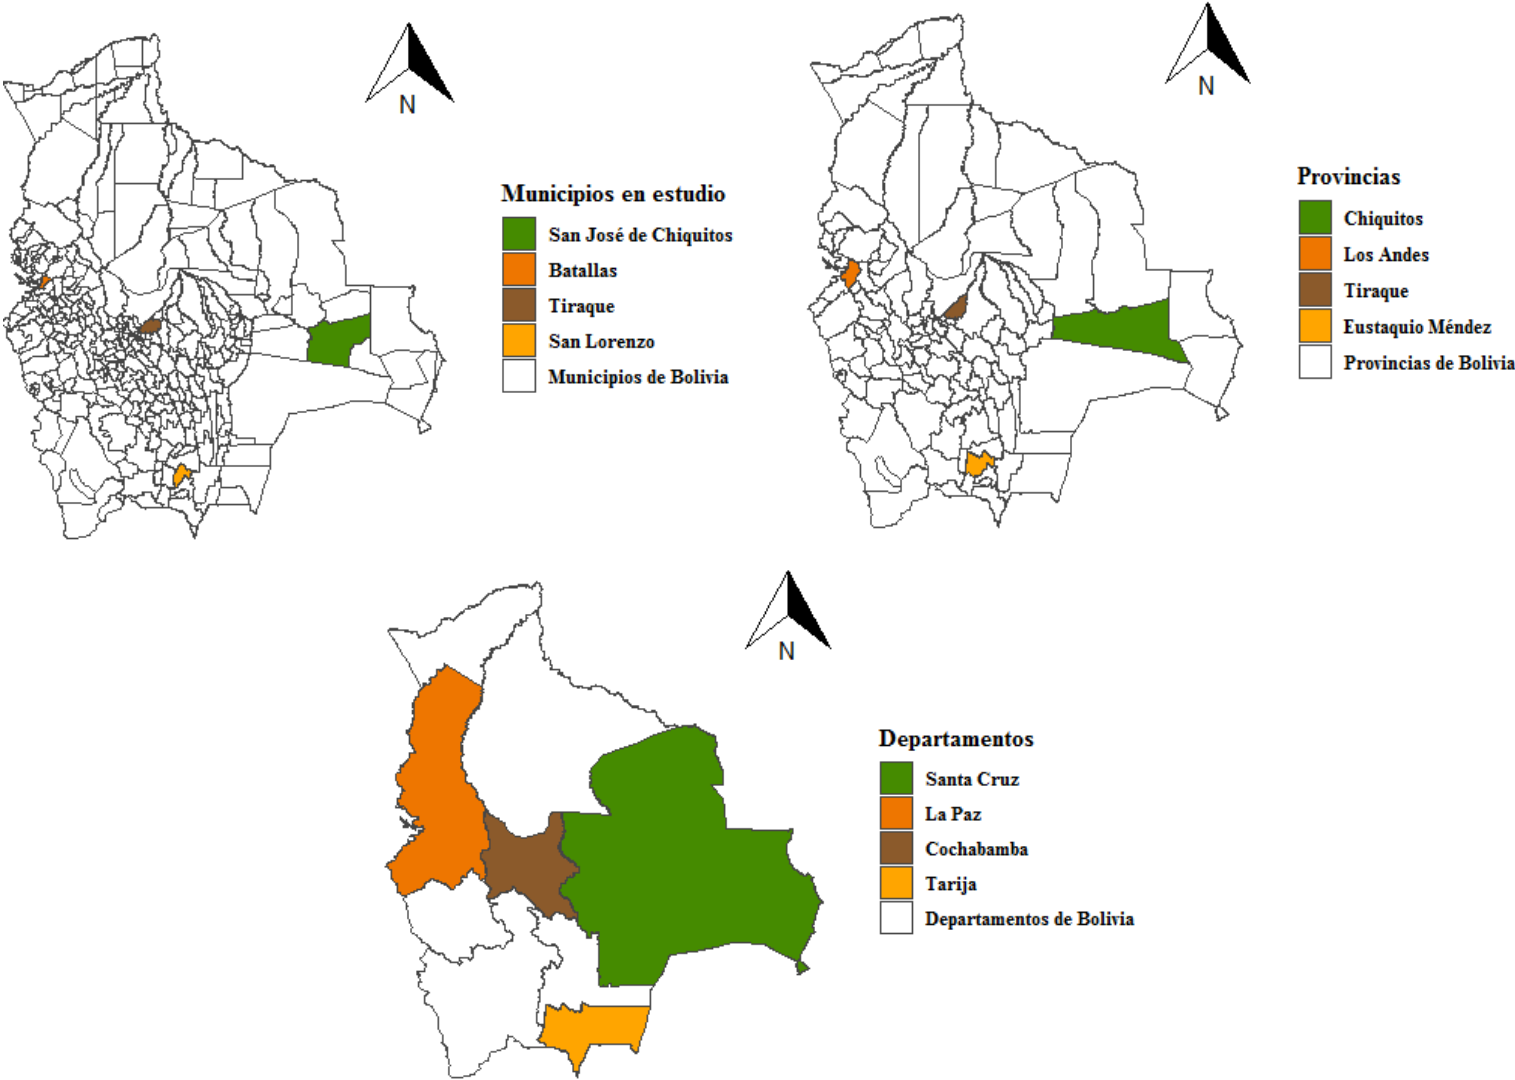 N
Municipios en estudio
San José de Chiquitos
Batallas
Tiraque
San Lorenzo
Municipios de Bolivia
N
Provincias
Chiquitos
Los Andes
Tiraque
Eustaquio Méndez
Provincias de Bolivia
N
Departamentos
Santa Cruz
La Paz
Cochabamba
Tarija
Departamentos de Bolivia